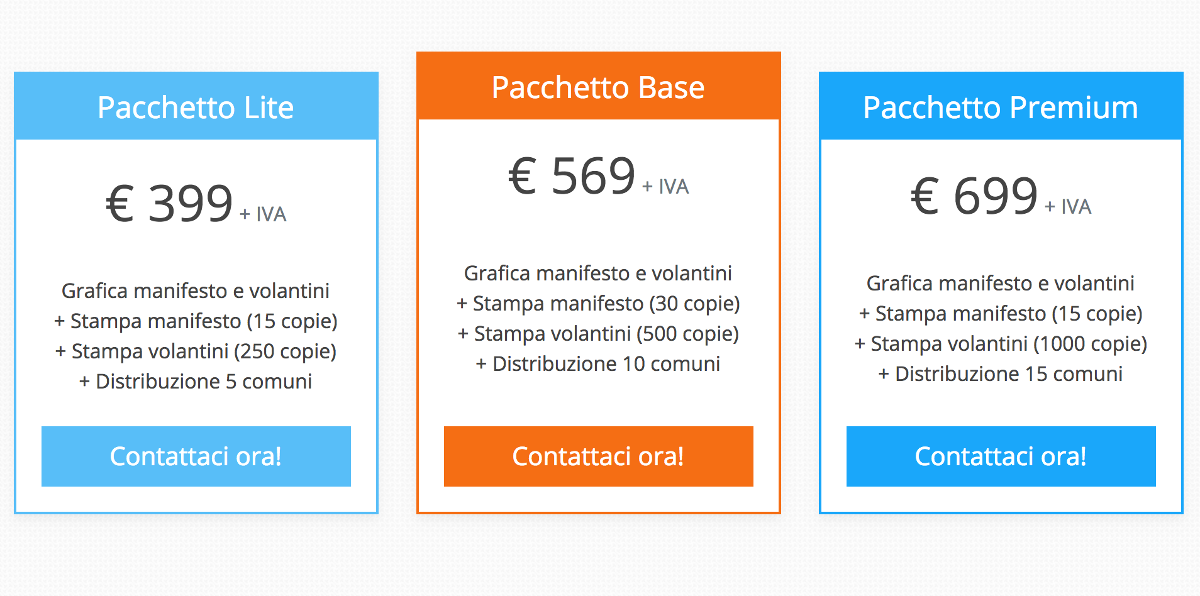 Pacchetto Lite
€ 399 + IVA
Grafica manifesto e volantini
+ Stampa manifesto (15 copie)
+ Stampa volantini (250 copie)
+ Distribuzione 5 comuni
Contattaci ora!
Pacchetto Base
€ 569 + IVA
Grafica manifesto e volantini
+ Stampa manifesto (30 copie)
+ Stampa volantini (500 copie)
+ Distribuzione 10 comuni
Contattaci ora!
Pacchetto Premium
€ 699 + IVA
Grafica manifesto e volantini
+ Stampa manifesto (15 copie)
+ Stampa volantini (1000 copie)
+ Distribuzione 15 comuni
Contattaci ora!